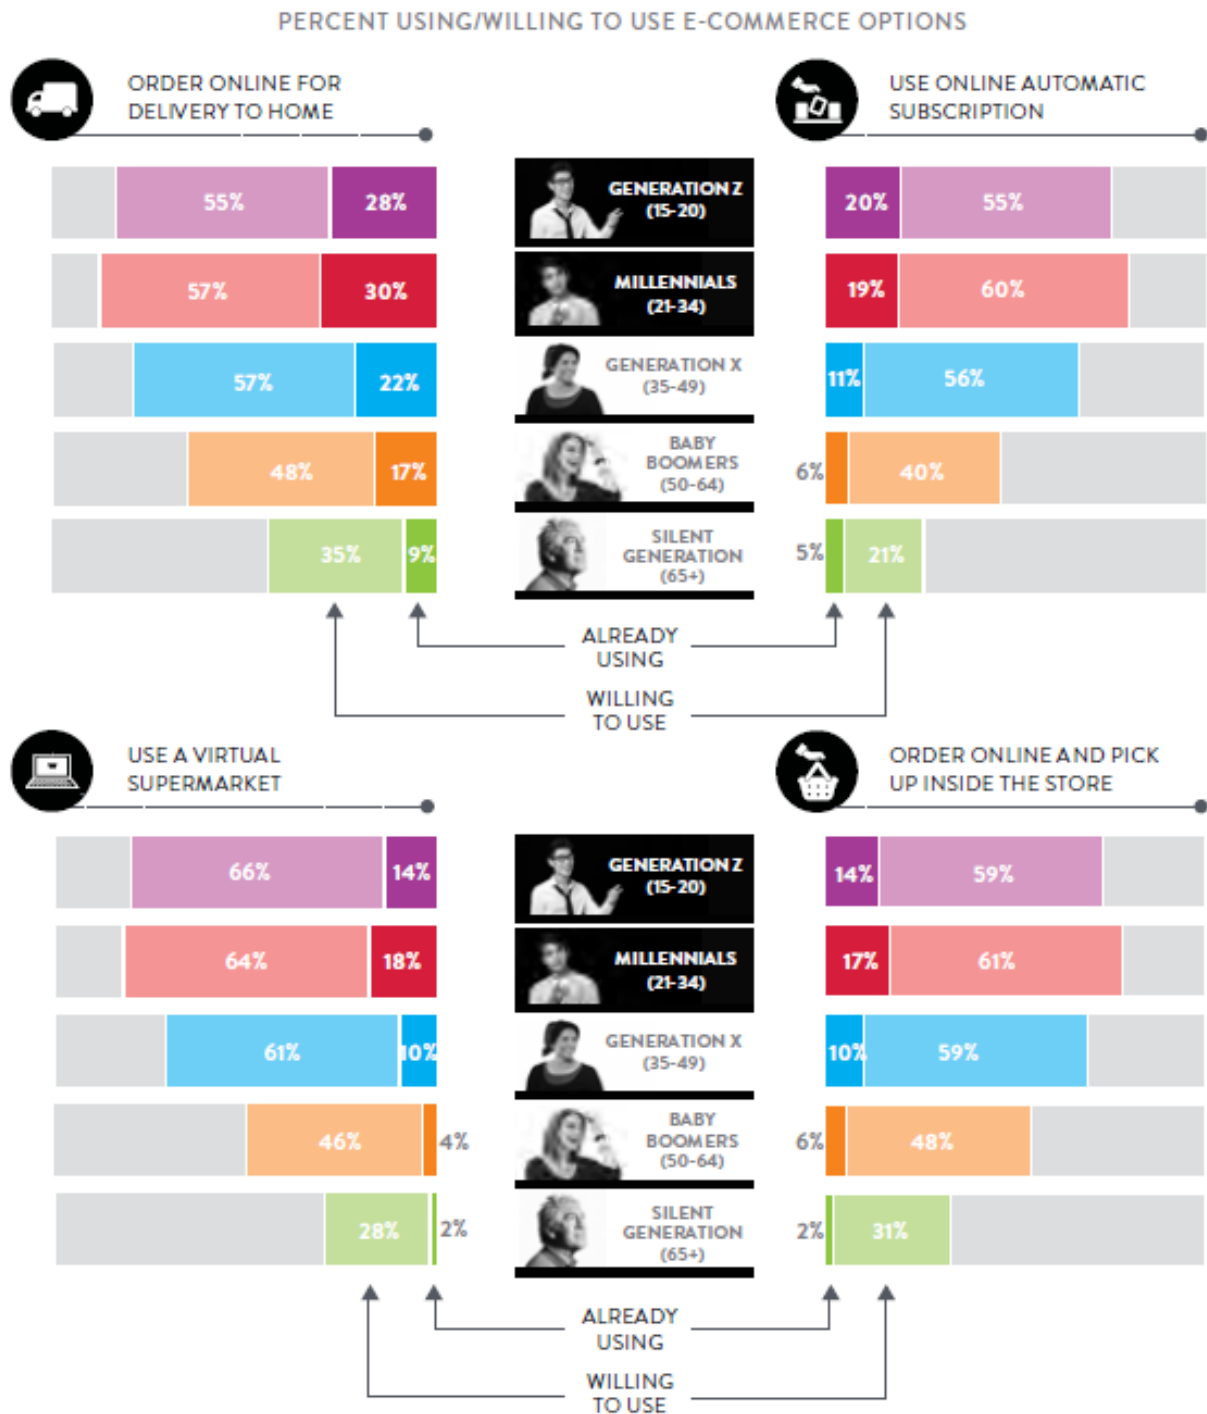 PERCENT USING/WILLING TO USE E-COMMERCE OPTIONS
ORDER ONLINE FOR
DELIVERY TO HOME
USE ONLINE AUTOMATIC
SUBSCRIPTION
55% 28%
GENERATION Z
(15-20)
20% 55%
57% 30%
MILLENNIALS
(21-34)
19% 60%
57% 22%
GENERATION X
(35-49)
11% 56%
48% 17%
BABY
BOOMERS
(50-64)
6% 40%
35% 9%
SILENT
GENERATION
(65+)
5% 21%
ALREADY
USING
WILLING
TO USE
USE A VIRTUAL
SUPERMARKET
ORDER ONLINE AND PICK
UP INSIDE THE STORE
66% 14%
GENERATION Z
(15-20)
14% 59%
64% 18%
MILLENNIALS
(21-34)
17% 61%
61% 10%
GENERATION X
(35-49)
10% 59%
46% 4%
BABY
BOOMERS
(50-64)
6% 48%
28% 2%
SILENT
GENERATION
(65+)
2% 31%
ALREADY
USING
WILLING
TO USE